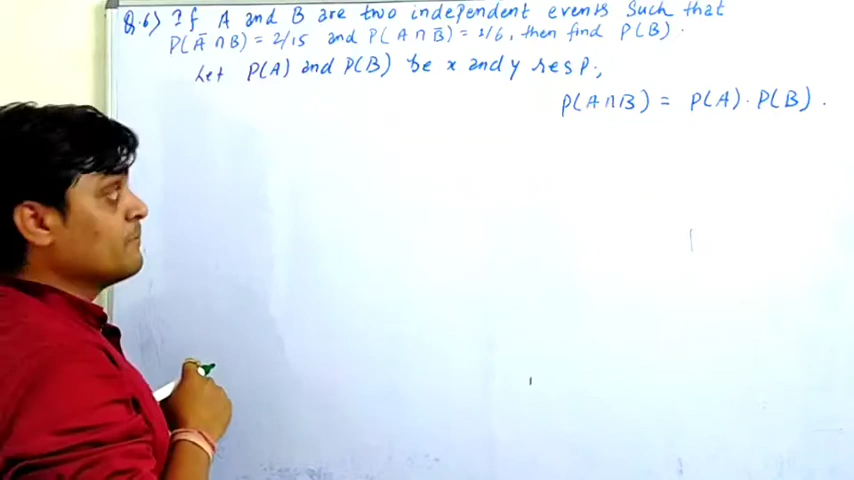 Q.6) If A and B are two independent events such that
P(Ā ∩ B) = 2/15 and P(A ∩ B̄) = 1/6, then find P(B).
Let P(A) and P(B) be x and y resp.,
P(A∩B) = P(A). P(B).